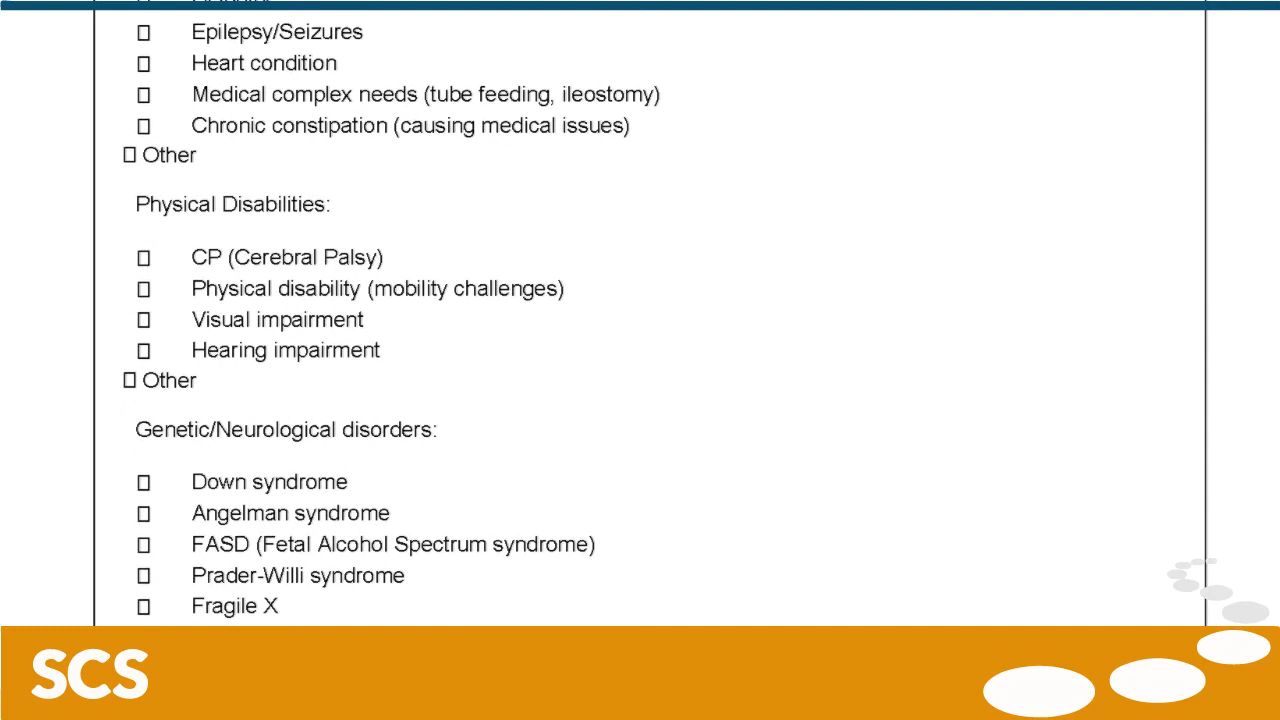 Epilepsy/Seizures
Heart condition
Medical complex needs (tube feeding, ileostomy)
Chronic constipation (causing medical issues)
Other
Physical Disabilities:
CP (Cerebral Palsy)
Physical disability (mobility challenges)
Visual impairment
Hearing impairment
Other
Genetic/Neurological disorders:
Down syndrome
Angelman syndrome
FASD (Fetal Alcohol Spectrum syndrome)
Prader-Willi syndrome
Fragile X
SCS